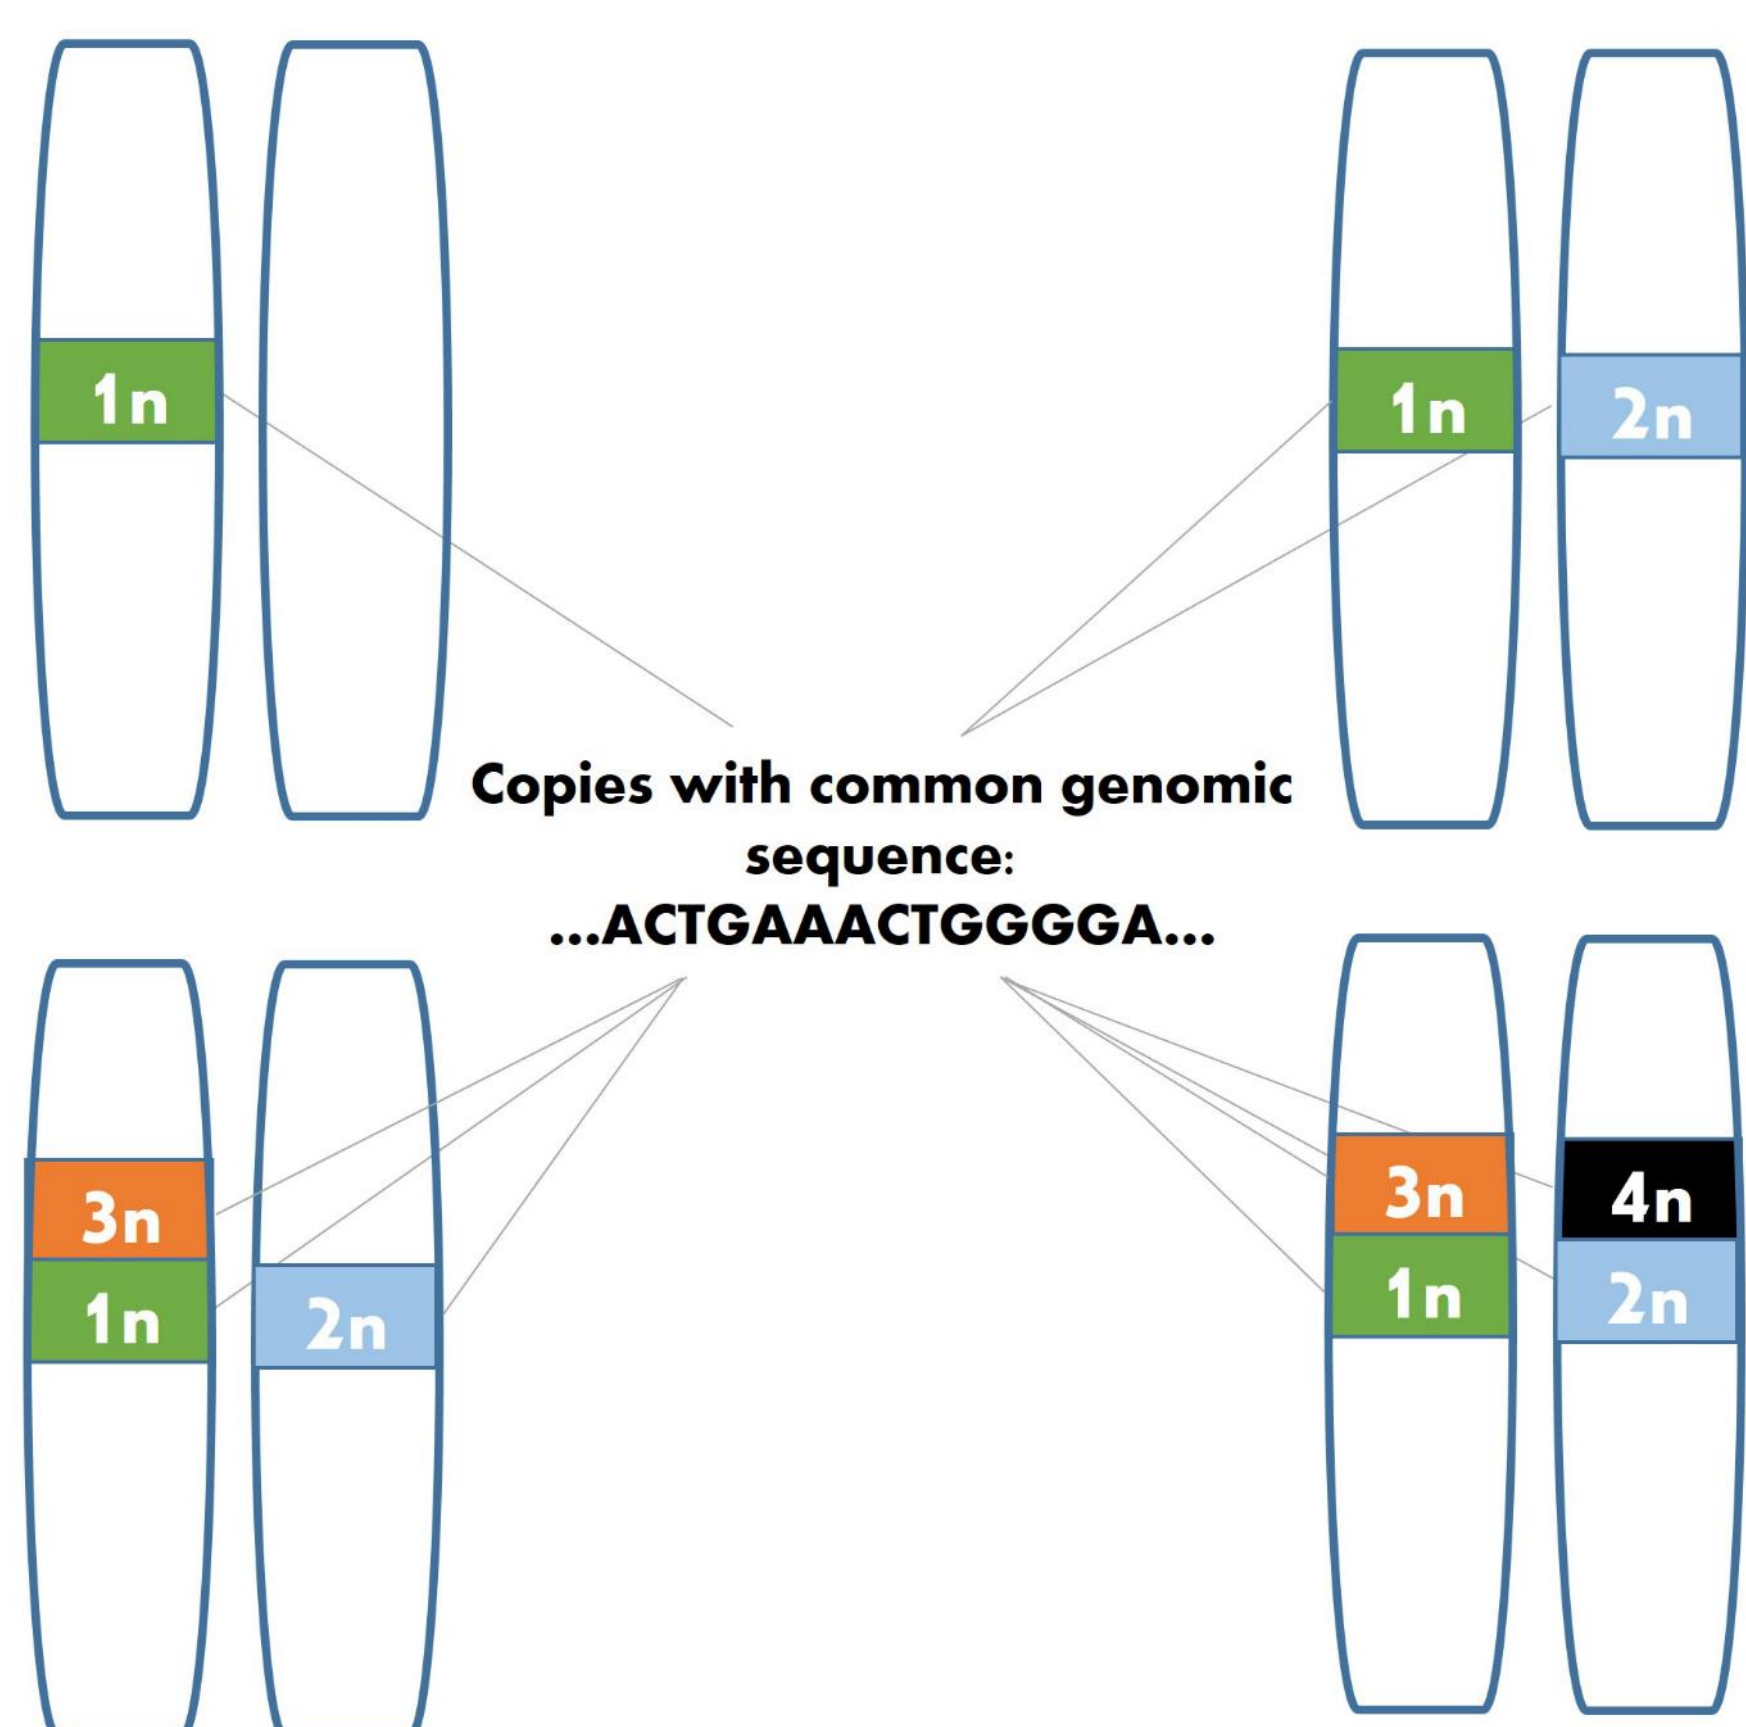 1n
1n 2n
Copies with common genomic
sequence:
...ACTGAAACTGGGGA...
3n
1n 2n
3n 4n
1n 2n